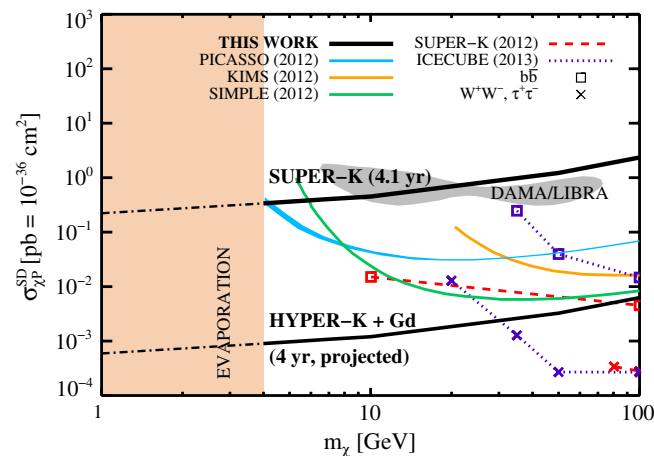 THIS WORK
PICASSO (2012)
KIMS (2012)
SIMPLE (2012)
SUPER−K (2012)
ICECUBE (2013)
bb̅
W⁺W⁻, τ⁺τ⁻
10³
10²
10¹
10⁰
10⁻¹
10⁻²
10⁻³
10⁻⁴
σ^SD_χP [pb = 10⁻³⁶ cm²]
SUPER−K (4.1 yr)
DAMA/LIBRA
EVAPORATION
HYPER−K + Gd
(4 yr, projected)
1
10
100
m_χ [GeV]